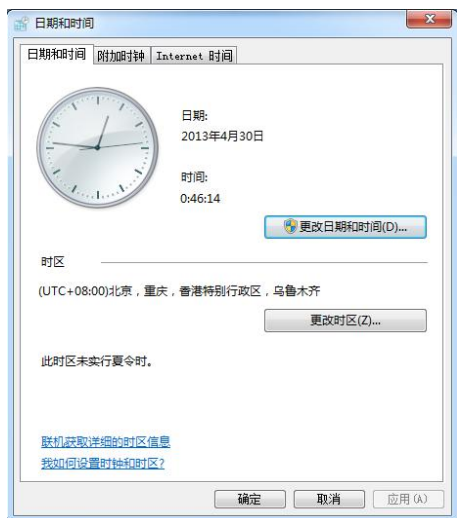 日期和时间
日期和时间 附加时钟 Internet 时间
日期:
2013年4月30日
时间:
0:46:14
更改日期和时间(D)...
时区
(UTC+08:00)北京，重庆，香港特别行政区，乌鲁木齐
更改时区(Z)...
此时区未实行夏令时。
联机获取详细的时区信息
我如何设置时钟和时区?
确定 取消 应用(A)